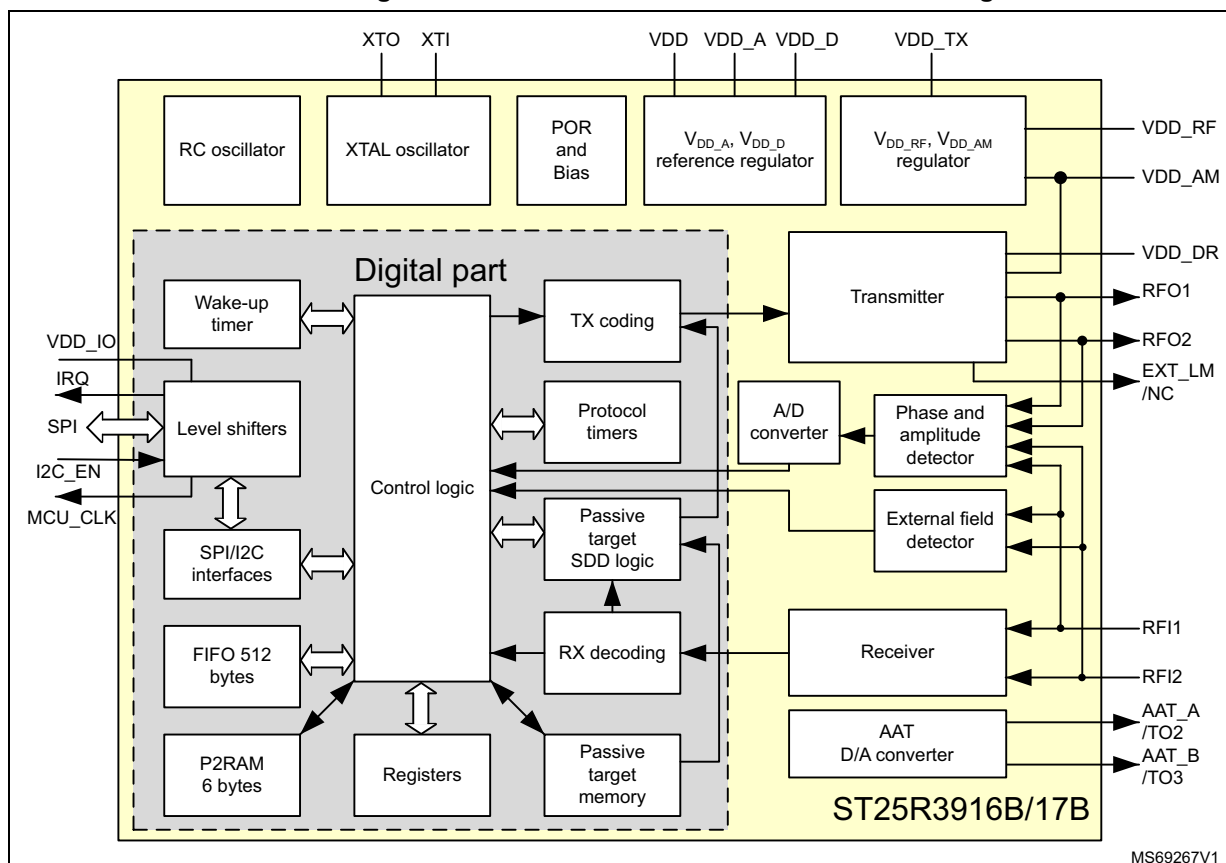 XTO XTI VDD VDD_A VDD_D VDD_TX
RC oscillator
XTAL oscillator
POR
and
Bias
VDD_A, VDD_D
reference regulator
VDD_RF, VDD_AM
regulator
VDD_RF
VDD_AM
Digital part
Wake-up
timer
TX coding
Transmitter
VDD_DR
RFO1
RFO2
EXT_LM
/NC
VDD_IO
IRQ
SPI
I2C_EN
MCU_CLK
Level shifters
Control logic
Protocol
timers
A/D
converter
Phase and
amplitude
detector
SPI/I2C
interfaces
Passive
target
SDD logic
External field
detector
FIFO 512
bytes
RX decoding
Receiver
RFI1
RFI2
P2RAM
6 bytes
Registers
Passive
target
memory
AAT
D/A converter
AAT_A
/TO2
AAT_B
/TO3
ST25R3916B/17B
MS69267V1